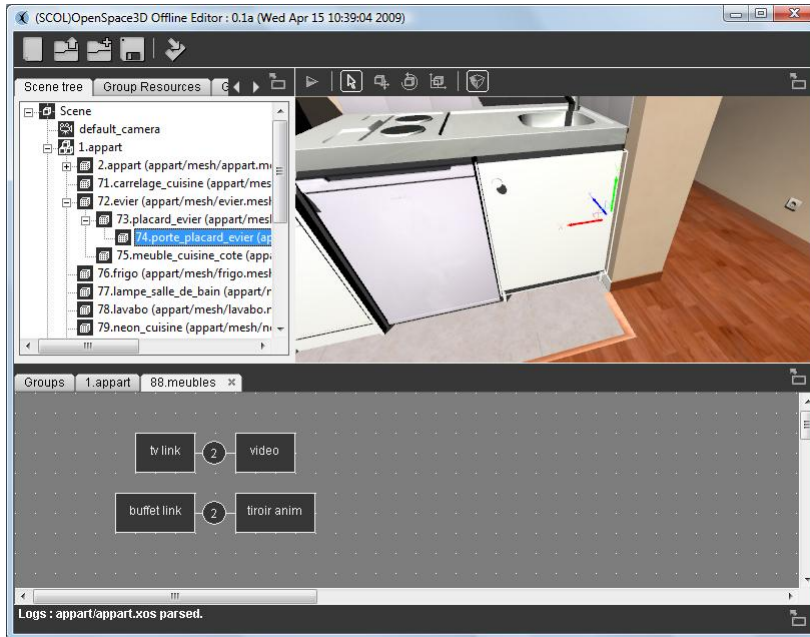 (SCOL)OpenSpace3D Offline Editor : 0.1a (Wed Apr 15 10:39:04 2009)
Scene tree
Group Resources
Scene
default_camera
1.appart
2.appart (appart/mesh/appart.m
71.carrelage_cuisine (appart/mes
72.evier (appart/mesh/evier.mesh
73.placard_evier (appart/mesh
74.porte_placard_evier (ap
75.meuble_cuisine_cote (appa
76.frigo (appart/mesh/frigo.mesh
77.lampe_salle_de_bain (appart/
78.lavabo (appart/mesh/lavabo.
79.neon_cuisine (appart/mesh/
Groups
1.appart
88.meubles
tv link
2
video
buffet link
2
tiroir anim
Logs : appart/appart.xos parsed.